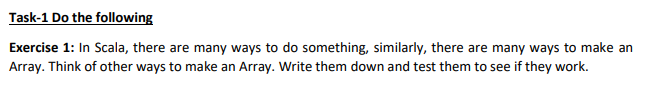 Task-1 Do the following
Exercise 1: In Scala, there are many ways to do something, similarly, there are many ways to make an
Array. Think of other ways to make an Array. Write them down and test them to see if they work.